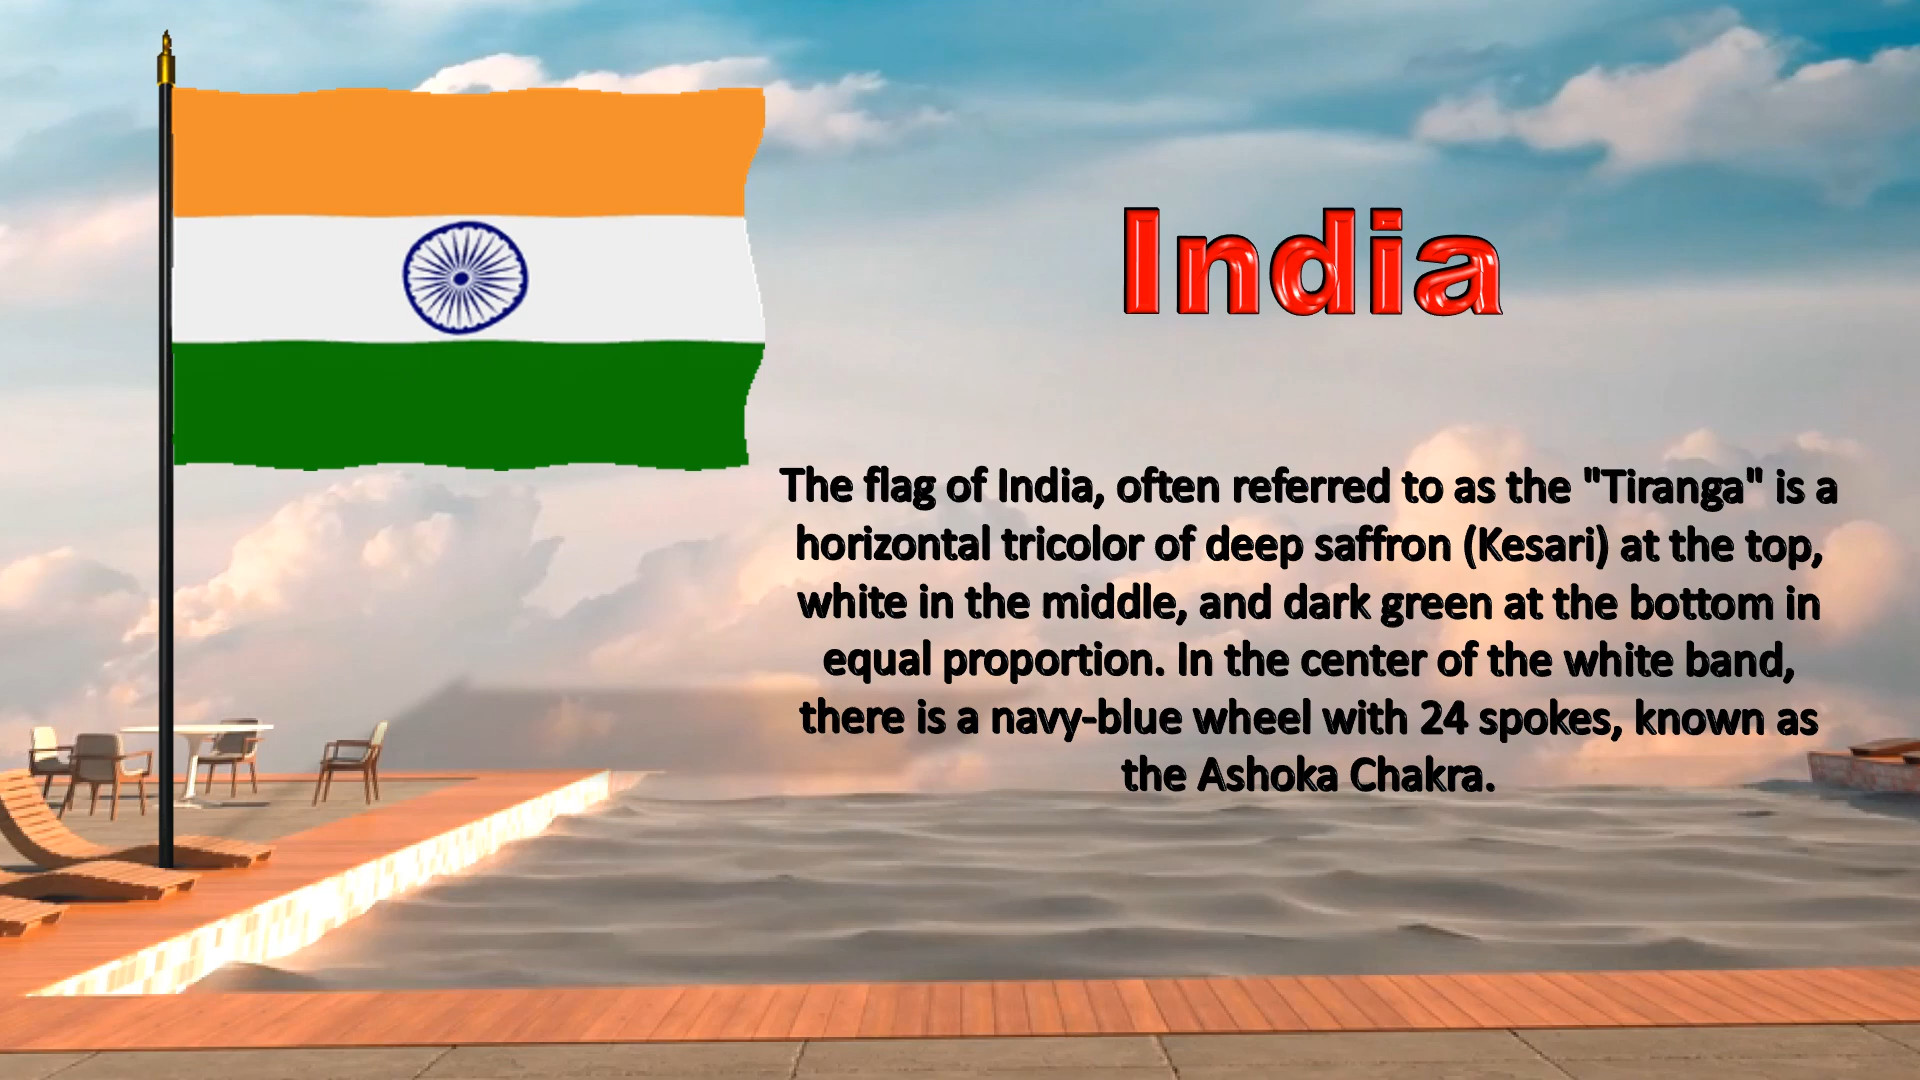 India
The flag of India, often referred to as the "Tiranga" is a
horizontal tricolor of deep saffron (Kesari) at the top,
white in the middle, and dark green at the bottom in
equal proportion. In the center of the white band,
there is a navy-blue wheel with 24 spokes, known as
the Ashoka Chakra.